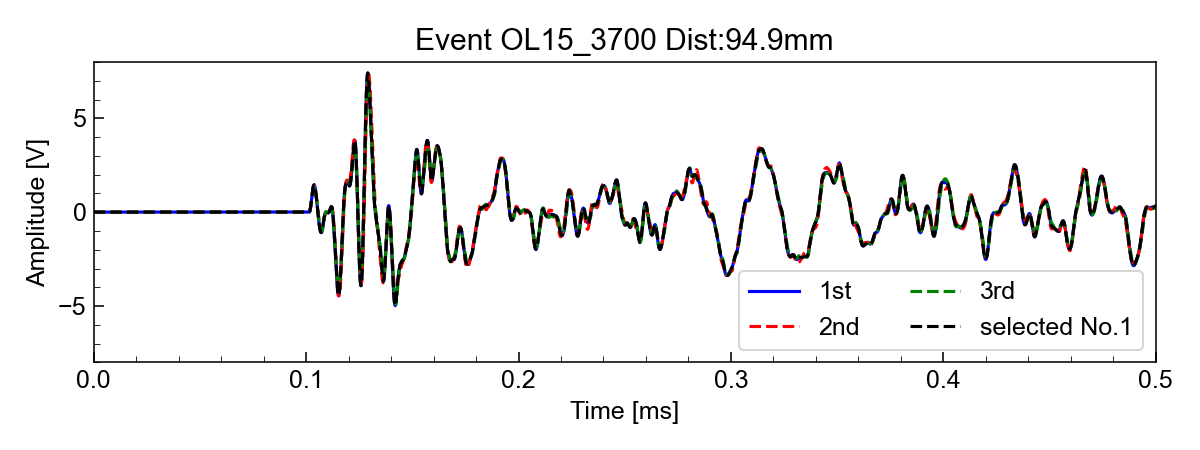 Event OL15_3700 Dist:94.9mm
Amplitude [V]
5
0
−5
1st
2nd
3rd
selected No.1
0.0 0.1 0.2 0.3 0.4 0.5
Time [ms]